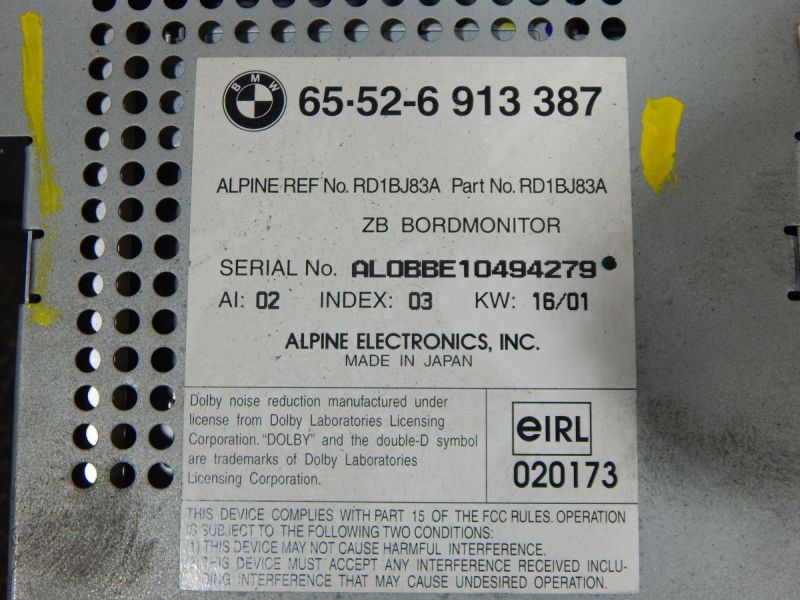 BMW
65·52-6 913 387
ALPINE REF No. RD1BJ83A Part No. RD1BJ83A
ZB BORDMONITOR
SERIAL No. AL0BBE10494279
AI: 02 INDEX: 03 KW: 16/01
ALPINE ELECTRONICS, INC.
MADE IN JAPAN
Dolby noise reduction manufactured under
license from Dolby Laboratories Licensing
Corporation. "DOLBY" and the double-D symbol
are trademarks of Dolby Laboratories
Licensing Corporation.
eIRL
020173
THIS DEVICE COMPLIES WITH PART 15 OF THE FCC RULES. OPERATION
IS SUBJECT TO THE FOLLOWING TWO CONDITIONS:
(1) THIS DEVICE MAY NOT CAUSE HARMFUL INTERFERENCE.
THIS DEVICE MUST ACCEPT ANY INTERFERENCE RECEIVED INCLU-
DING INTERFERENCE THAT MAY CAUSE UNDESIRED OPERATION.